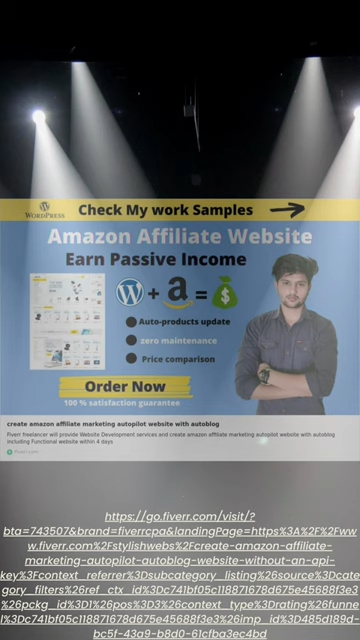 WORDPRESS
Check My work Samples
Amazon Affiliate Website
Earn Passive Income
+ a = $
Auto-products update
zero maintenance
Price comparison
Order Now
100 % satisfaction guarantee
create amazon affiliate marketing autopilot website with autoblog
Fiverr freelancer will provide Website Development services and create amazon affiliate marketing autopilot website with autoblog
including Functional website within 4 days
Fiverr.com
https://go.fiverr.com/visit/?
bta=743507&brand=fiverrcpa&landingPage=https%3A%2F%2Fww
w.fiverr.com%2Fstylishwebs%2Fcreate-amazon-affiliate-
marketing-autopilot-autoblog-website-without-an-api-
key%3Fcontext_referrer%3Dsubcategory_listing%26source%3Dcate
gory_filters%26ref_ctx_id%3Dc741bf05c118871678d675e45688f3e3
%26pckg_id%3D1%26pos%3D3%26context_type%3Drating%26funne
l%3Dc741bf05c118871678d675e45688f3e3%26imp_id%3D485d189d-
bc5f-43a9-b8d0-61fba3ec4bec